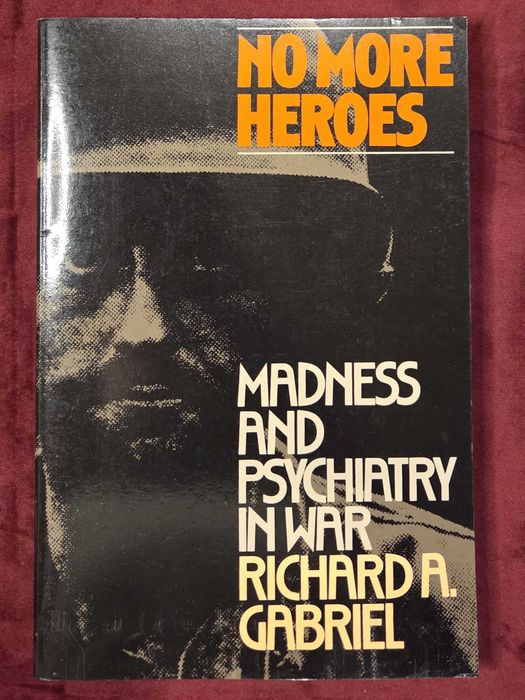 NO MORE
HEROES
MADNESS
AND
PSYCHIATRY
IN WAR
RICHARD A.
GABRIEL